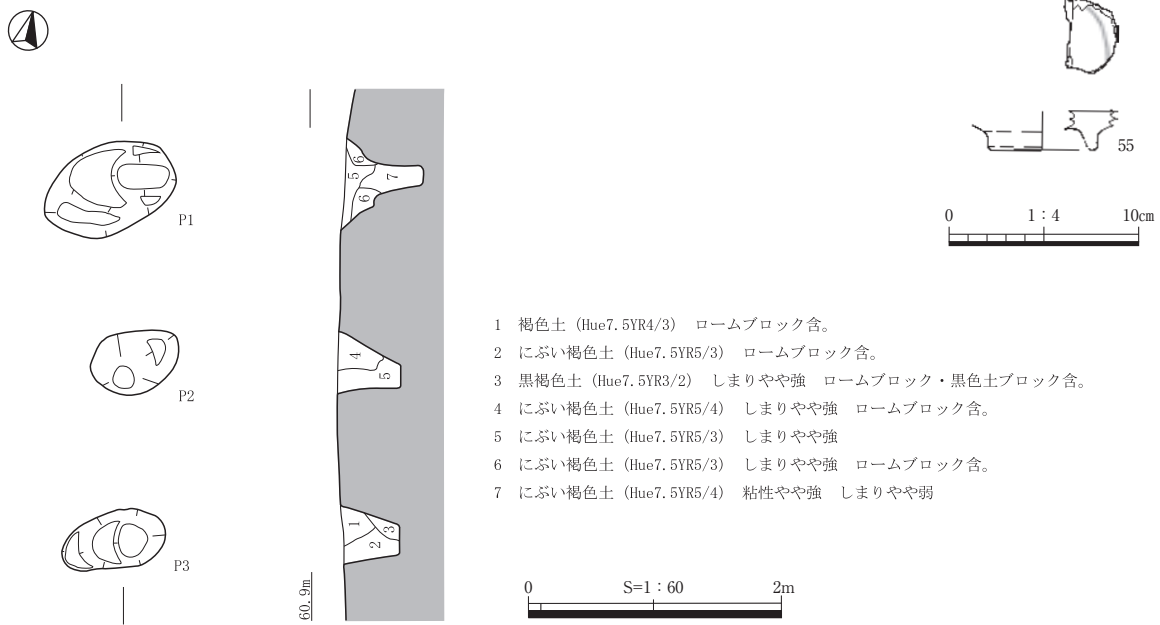 55
0 1：4 10cm
P1
P2
P3
6
5
7
6
4
5
1
3
2
60.9m
1 褐色土（Hue7.5YR4/3） ロームブロック含。
2 にぶい褐色土（Hue7.5YR5/3） ロームブロック含。
3 黒褐色土（Hue7.5YR3/2） しまりやや強 ロームブロック・黒色土ブロック含。
4 にぶい褐色土（Hue7.5YR5/4） しまりやや強 ロームブロック含。
5 にぶい褐色土（Hue7.5YR5/3） しまりやや強
6 にぶい褐色土（Hue7.5YR5/3） しまりやや強 ロームブロック含。
7 にぶい褐色土（Hue7.5YR5/4） 粘性やや強 しまりやや弱
0 S=1：60 2m